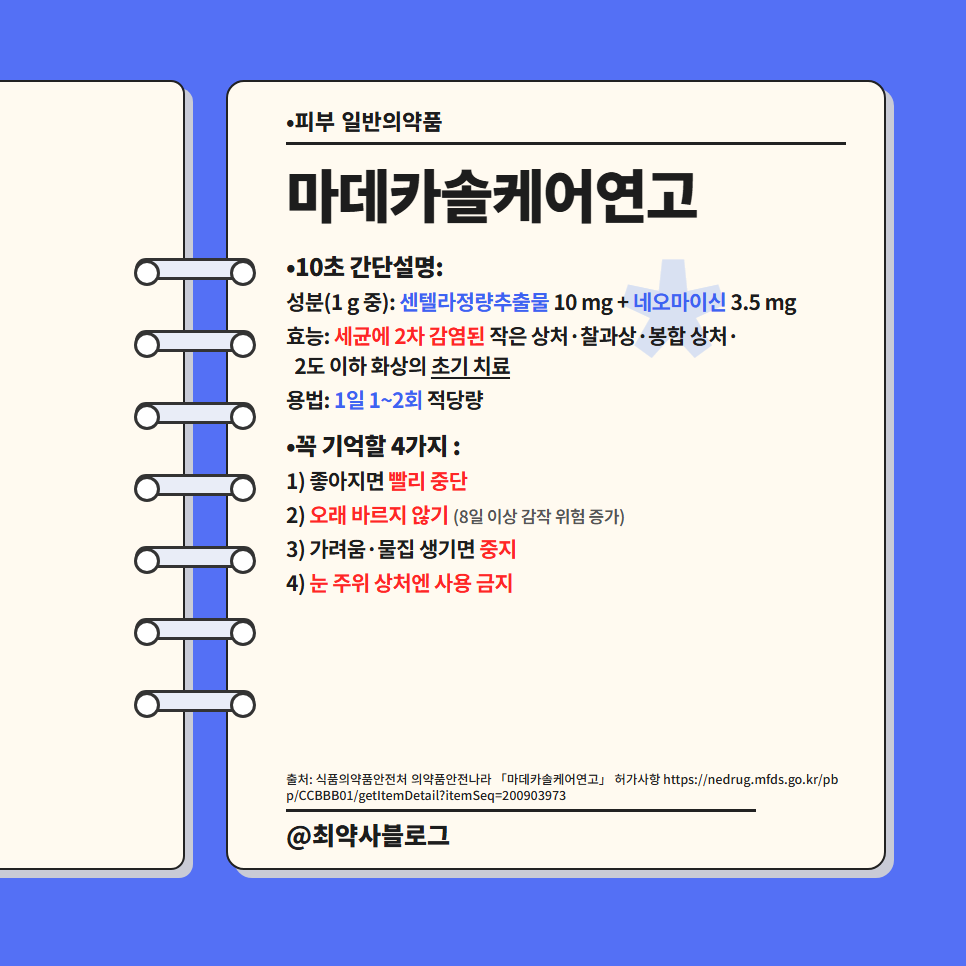 •피부 일반의약품
마데카솔케어연고
•10초 간단설명:
성분(1 g 중): 센텔라정량추출물 10 mg + 네오마이신 3.5 mg
효능: 세균에 2차 감염된 작은 상처·찰과상·봉합 상처·
2도 이하 화상의 초기 치료
용법: 1일 1~2회 적당량
•꼭 기억할 4가지 :
1) 좋아지면 빨리 중단
2) 오래 바르지 않기 (8일 이상 감작 위험 증가)
3) 가려움·물집 생기면 중지
4) 눈 주위 상처엔 사용 금지
출처: 식품의약품안전처 의약품안전나라 「마데카솔케어연고」 허가사항 https://nedrug.mfds.go.kr/pb
p/CCBBB01/getItemDetail?itemSeq=200903973
@최약사블로그